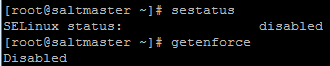 [root@saltmaster ~]# sestatus
SELinux status:                 disabled
[root@saltmaster ~]# getenforce
Disabled